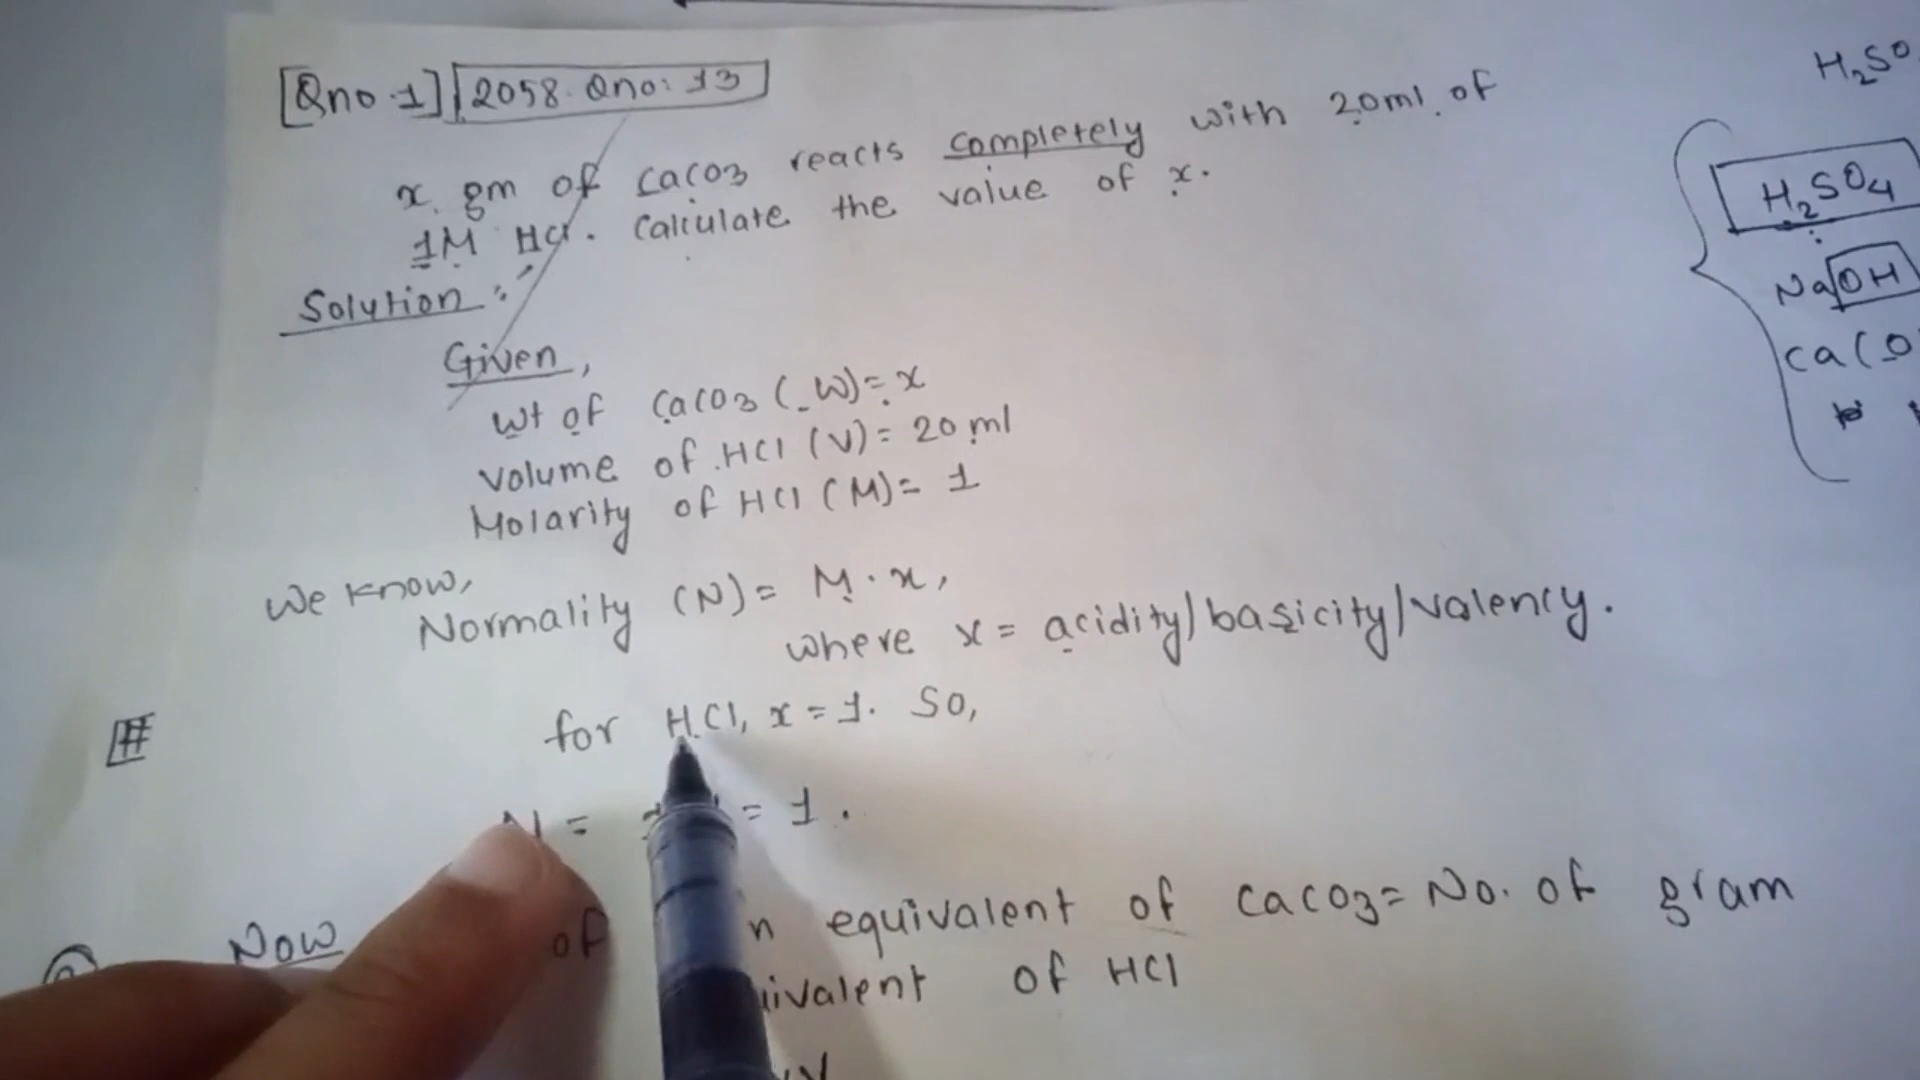 [Qno.1] 2058. Qno: 13
x gm of CaCO3 reacts completely with 20ml of
1M HCl. Calculate the value of x.
Solution:
Given,
Wt of CaCO3 (W)= x
Volume of HCl (V)= 20 ml
Molarity of HCl (M)= 1
We know,
Normality (N)= M.x,
where x = acidity/basicity/valency.
for HCl, x = 1. So,
N = = 1.
Now of equivalent of CaCO3 = No. of gram
of HCl
H2SO
H2SO4
NaOH
Ca(O